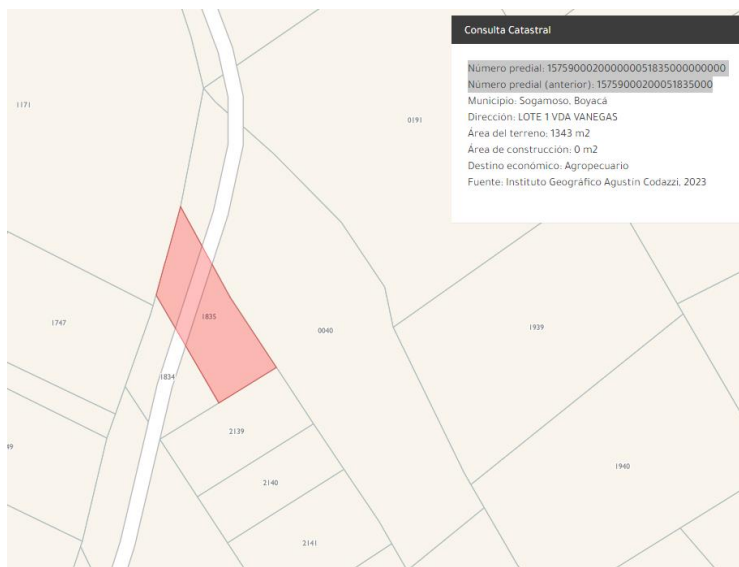 Consulta Catastral
Número predial: 157590002000000051835000000000
Número predial (anterior): 15759000200051835000
Municipio: Sogamoso, Boyacá
Dirección: LOTE 1 VDA VANEGAS
Área del terreno: 1343 m2
Área de construcción: 0 m2
Destino económico: Agropecuario
Fuente: Instituto Geográfico Agustín Codazzi, 2023
1171
0191
1835
1747
0040
1939
1834
2139
49
1940
2140
2141